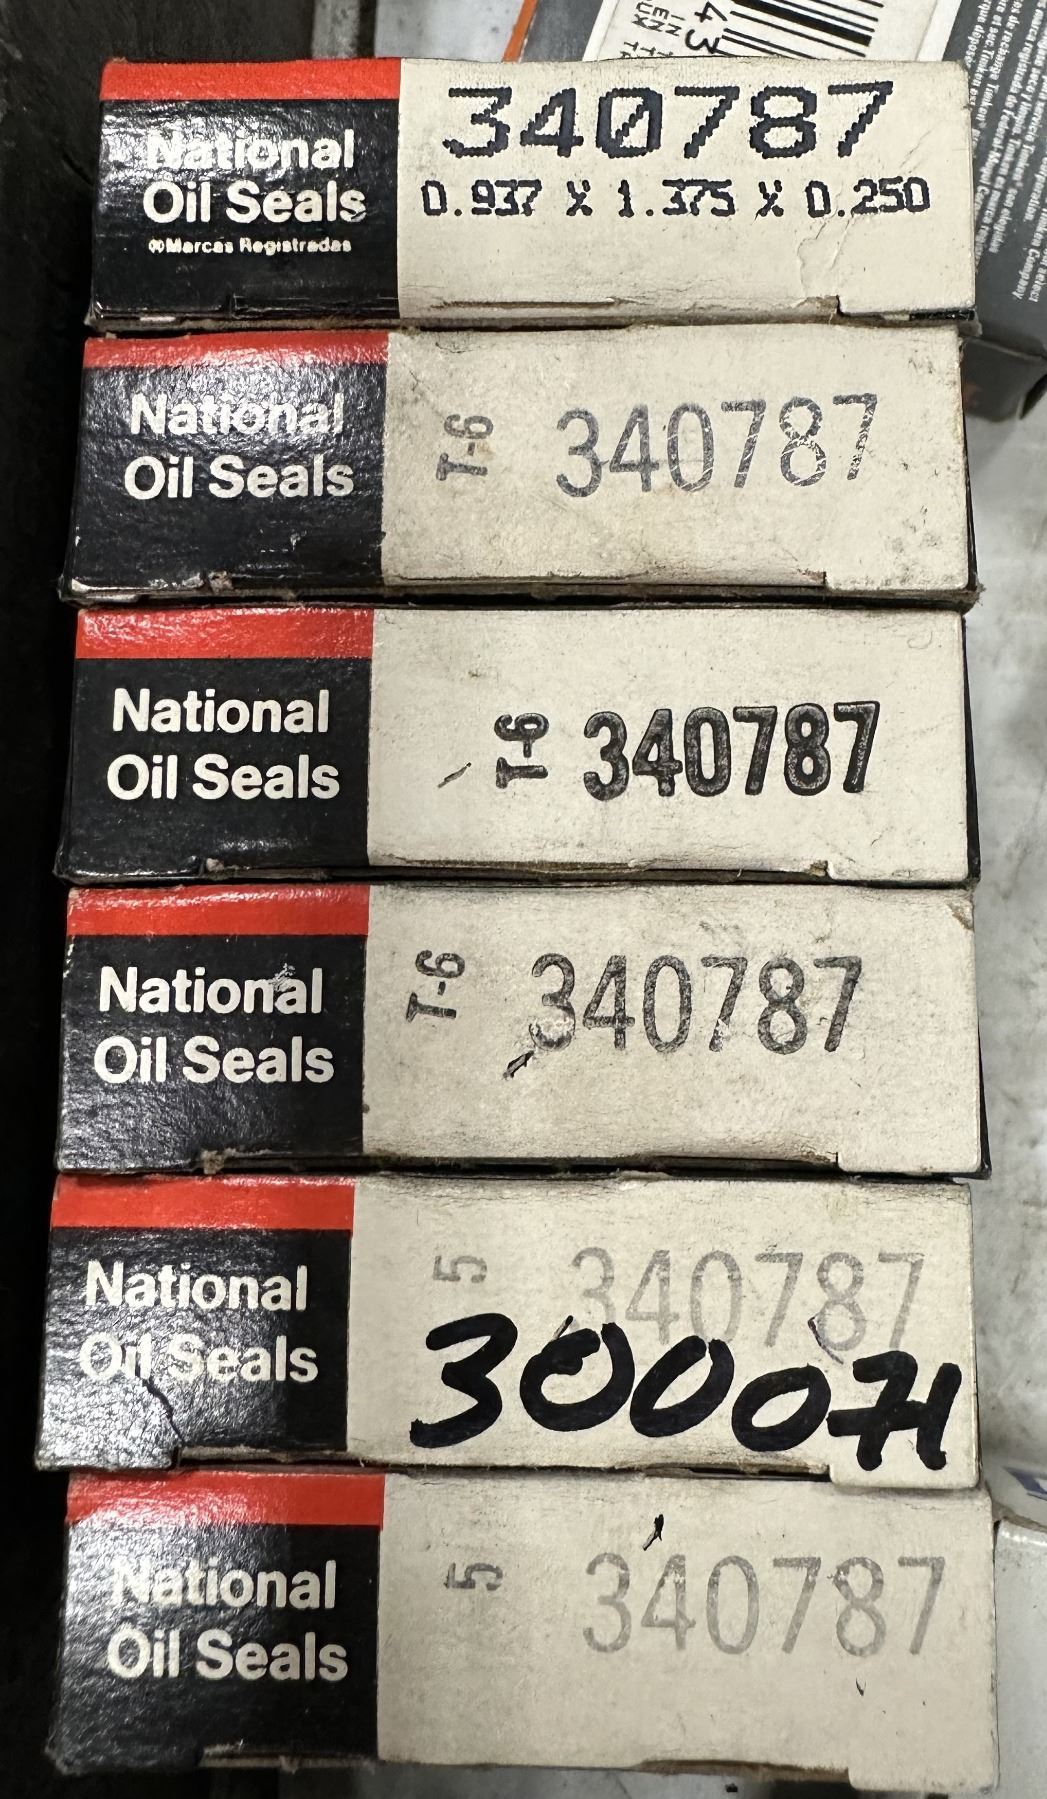 National
Oil Seals
®Marcas Registradas
340787
0.937 X 1.375 X 0.250
National
Oil Seals
T-6
340787
National
Oil Seals
T-6
340787
National
Oil Seals
T-6
340787
National
Oil Seals
5
340787
300071
National
Oil Seals
5
340787